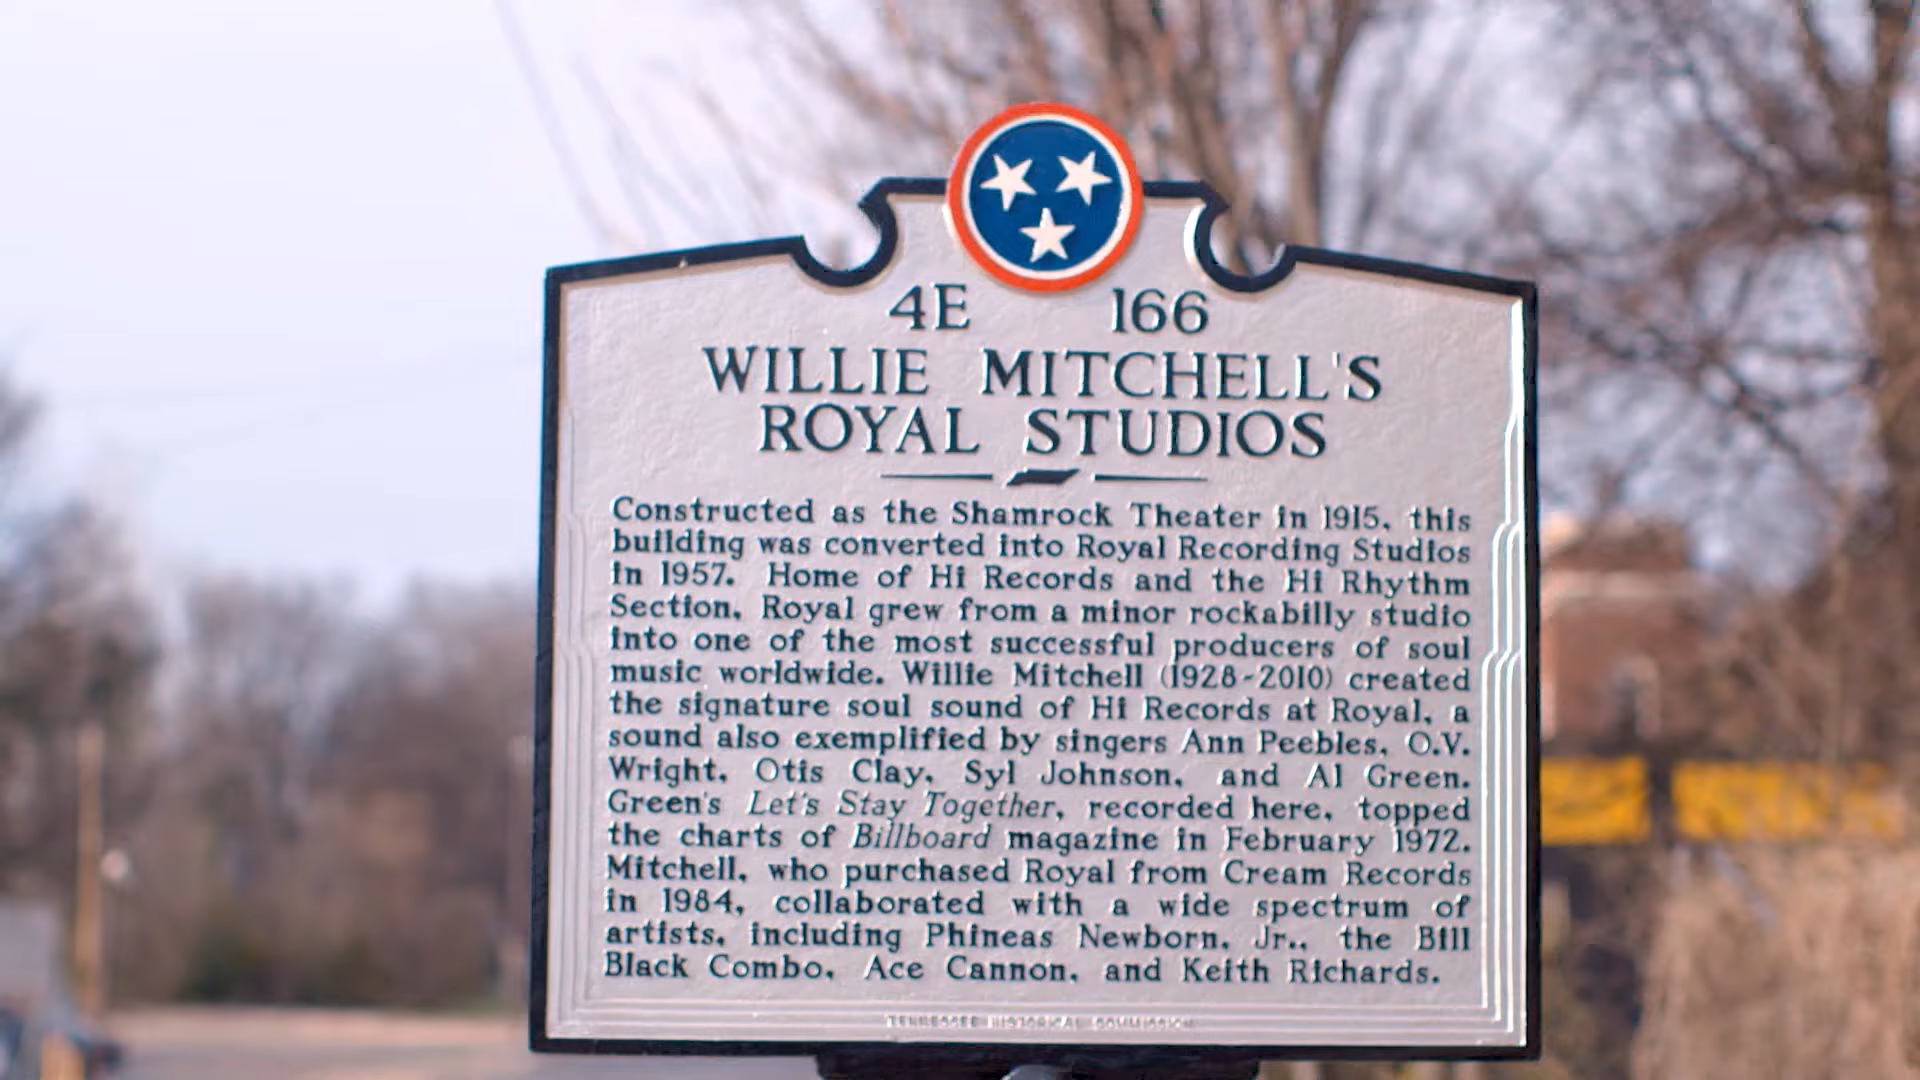 4E 166
WILLIE MITCHELL'S
ROYAL STUDIOS
Constructed as the Shamrock Theater in 1915, this
building was converted into Royal Recording Studios
in 1957. Home of Hi Records and the Hi Rhythm
Section, Royal grew from a minor rockabilly studio
into one of the most successful producers of soul
music worldwide. Willie Mitchell (1928-2010) created
the signature soul sound of Hi Records at Royal, a
sound also exemplified by singers Ann Peebles, O.V.
Wright, Otis Clay, Syl Johnson, and Al Green.
Green's Let's Stay Together, recorded here, topped
the charts of Billboard magazine in February 1972.
Mitchell, who purchased Royal from Cream Records
in 1984, collaborated with a wide spectrum of
artists, including Phineas Newborn, Jr., the Bill
Black Combo, Ace Cannon, and Keith Richards.
TENNESSEE HISTORICAL COMMISSION